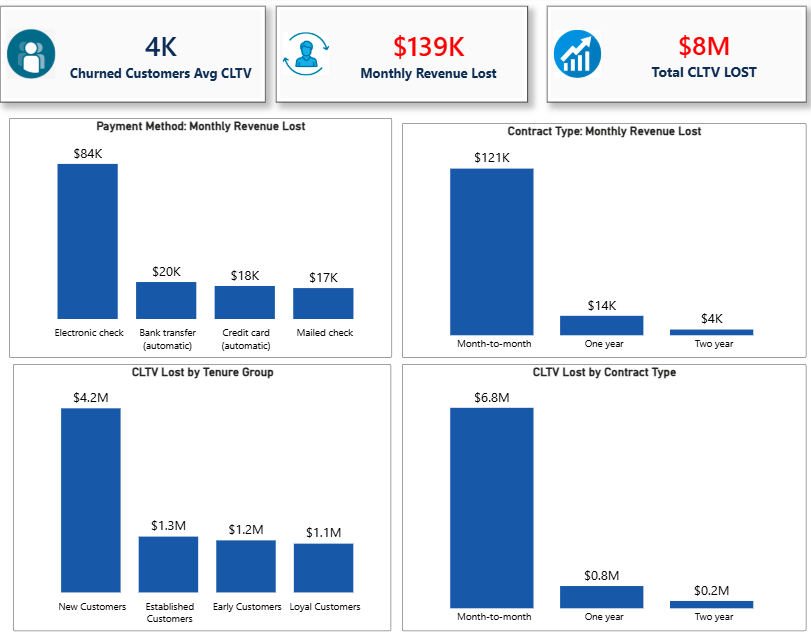 4K
Churned Customers Avg CLTV
$139K
Monthly Revenue Lost
$8M
Total CLTV LOST
Payment Method: Monthly Revenue Lost
$84K
$20K
$18K
$17K
Electronic check
Bank transfer
(automatic)
Credit card
(automatic)
Mailed check
Contract Type: Monthly Revenue Lost
$121K
$14K
$4K
Month-to-month
One year
Two year
CLTV Lost by Tenure Group
$4.2M
$1.3M
$1.2M
$1.1M
New Customers
Established
Customers
Early Customers
Loyal Customers
CLTV Lost by Contract Type
$6.8M
$0.8M
$0.2M
Month-to-month
One year
Two year